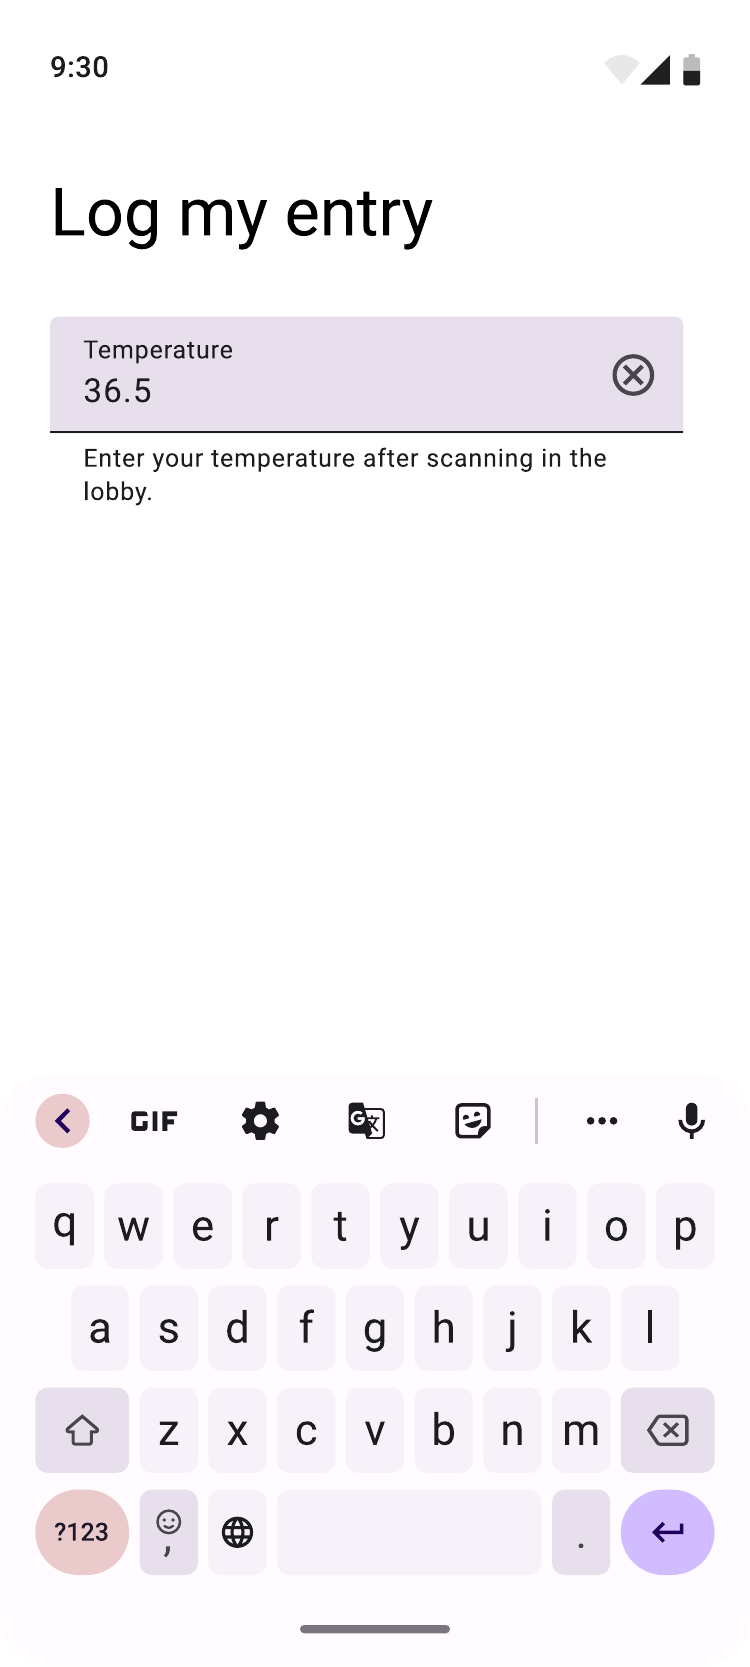 9:30
Log my entry
Temperature
36.5
Enter your temperature after scanning in the
lobby.
GIF
G
q w e r t y u i o p
a s d f g h j k l
z x c v b n m
?123 , .